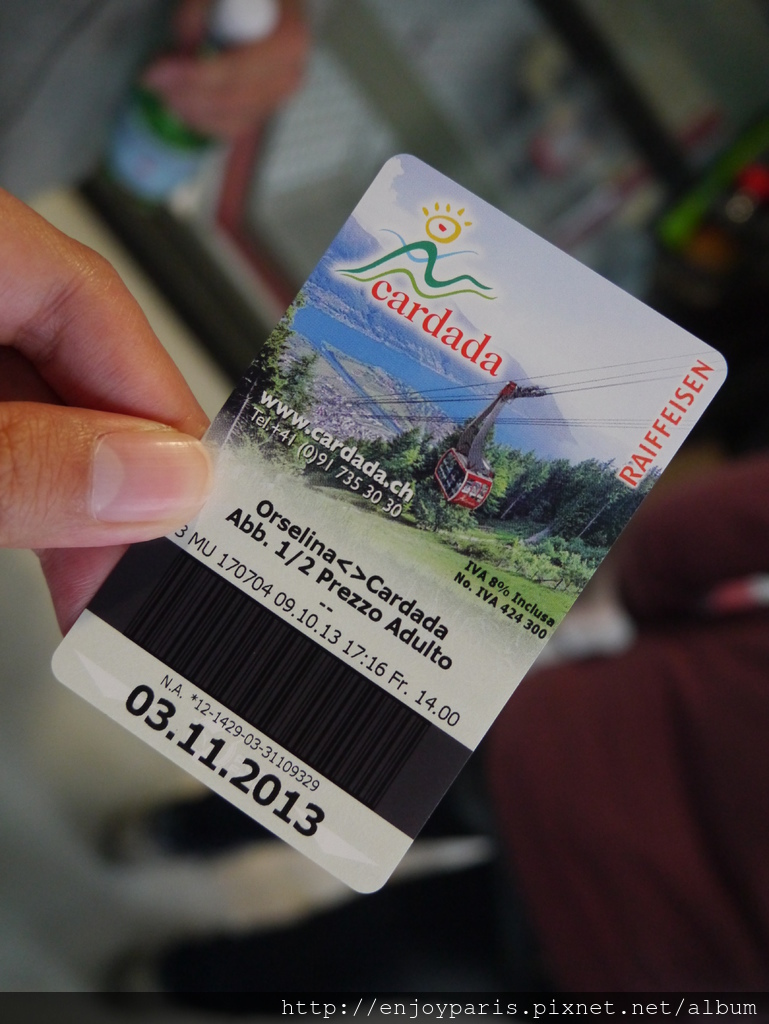 cardada
RAIFFEISEN
www.cardada.ch
Tel +41 (0)91 735 30 30
IVA 8% Inclusa
No. IVA 424 300
Orselina<>Cardada
Abb. 1/2 Prezzo Adulto
--
3 MU 170704 09.10.13 17:16 Fr. 14.00
N.A. *12-1429-03-31109329
03.11.2013
http://enjoyparis.pixnet.net/album